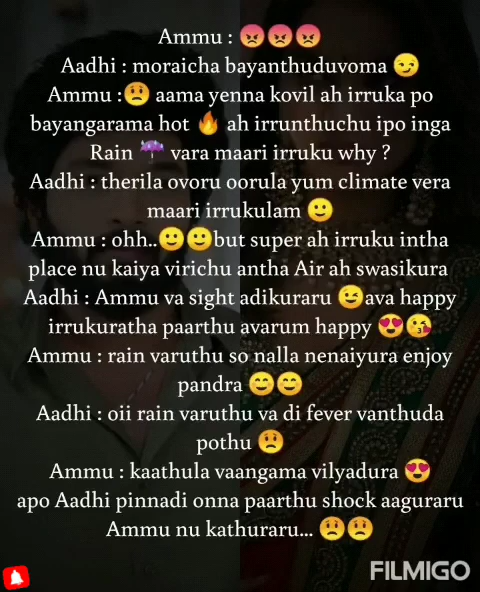 Ammu : 😡😡😡
Aadhi : moraicha bayanthuduvoma 😏
Ammu :😟 aama yenna kovil ah irruka po
bayangarama hot 🔥 ah irrunthuchu ipo inga
Rain ☔ vara maari irruku why ?
Aadhi : therila ovoru oorula yum climate vera
maari irrukulam 🙂
Ammu : ohh..🙂🙂but super ah irruku intha
place nu kaiya virichu antha Air ah swasikura
Aadhi : Ammu va sight adikuraru 😉ava happy
irrukuratha paarthu avarum happy 😍😘
Ammu : rain varuthu so nalla nenaiyura enjoy
pandra 😊😊
Aadhi : oii rain varuthu va di fever vanthuda
pothu 😟
Ammu : kaathula vaangama vilyadura 😍
apo Aadhi pinnadi onna paarthu shock aaguraru
Ammu nu kathuraru... 😟😟
FILMIGO